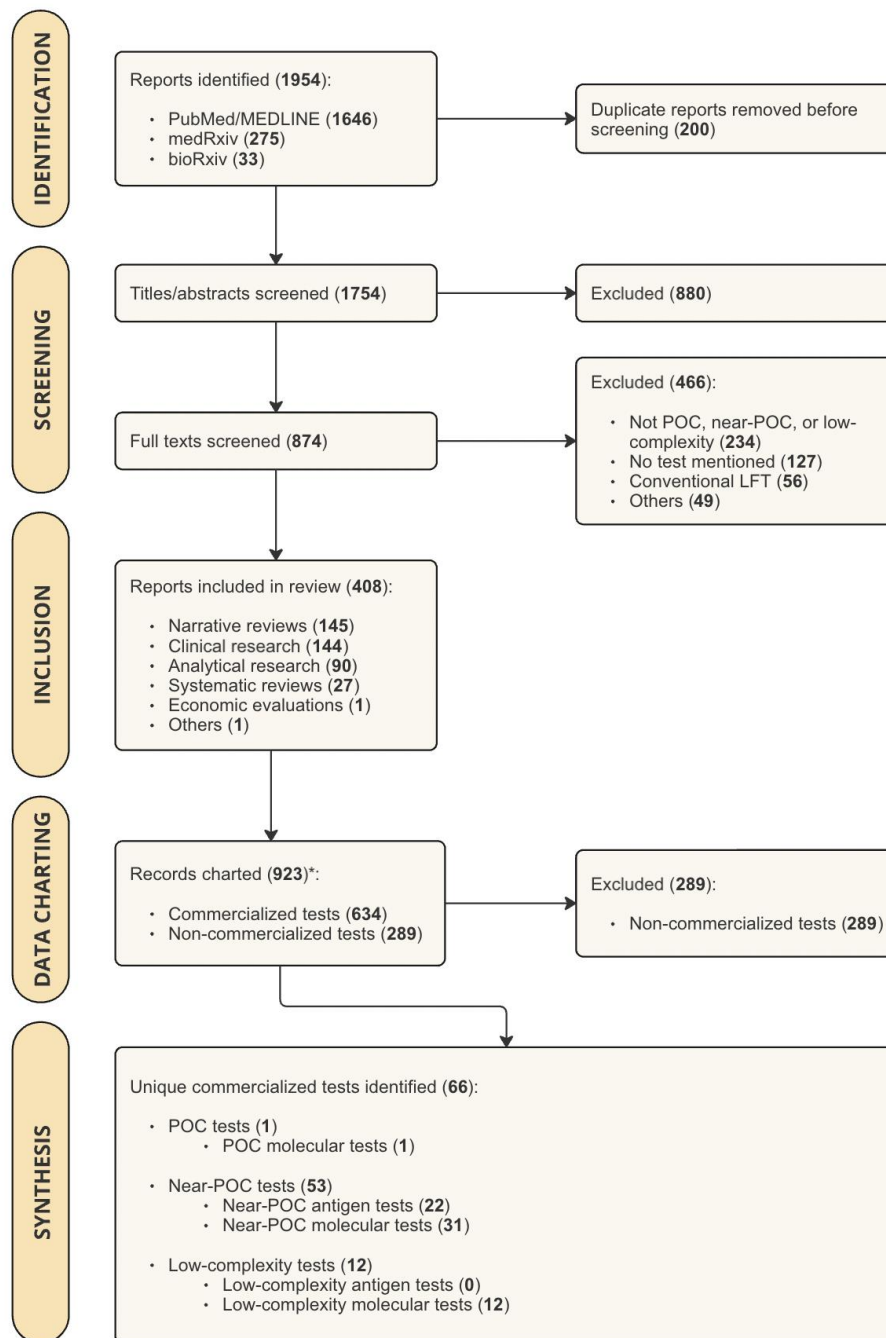 IDENTIFICATION
Reports identified (1954):
• PubMed/MEDLINE (1646)
• medRxiv (275)
• bioRxiv (33)
Duplicate reports removed before
screening (200)
SCREENING
Titles/abstracts screened (1754)
Excluded (880)
Full texts screened (874)
Excluded (466):
• Not POC, near-POC, or low-
complexity (234)
• No test mentioned (127)
• Conventional LFT (56)
• Others (49)
INCLUSION
Reports included in review (408):
• Narrative reviews (145)
• Clinical research (144)
• Analytical research (90)
• Systematic reviews (27)
• Economic evaluations (1)
• Others (1)
DATA CHARTING
Records charted (923)*:
• Commercialized tests (634)
• Non-commercialized tests (289)
Excluded (289):
• Non-commercialized tests (289)
SYNTHESIS
Unique commercialized tests identified (66):
• POC tests (1)
• POC molecular tests (1)
• Near-POC tests (53)
• Near-POC antigen tests (22)
• Near-POC molecular tests (31)
• Low-complexity tests (12)
• Low-complexity antigen tests (0)
• Low-complexity molecular tests (12)